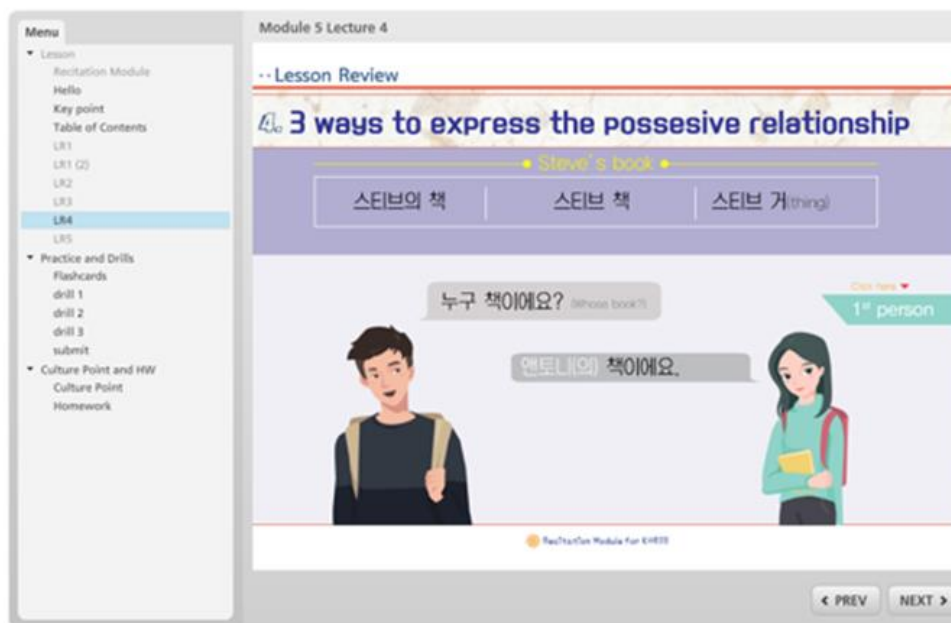 Menu
Module 5 Lecture 4
Lesson
Recitation Module
Hello
Key point
Table of Contents
LR1
LR1 (2)
LR2
LR3
LR4
LR5
Practice and Drills
Flashcards
drill 1
drill 2
drill 3
submit
Culture Point and HW
Culture Point
Homework
·· Lesson Review
4. 3 ways to express the possesive relationship
• Steve's book •
스티브의 책 스티브 책 스티브 거(thing)
누구 책이에요? (Whose book?)
Click here
1st person
앤토니(의) 책이에요.
Recitation Module for
< PREV NEXT >